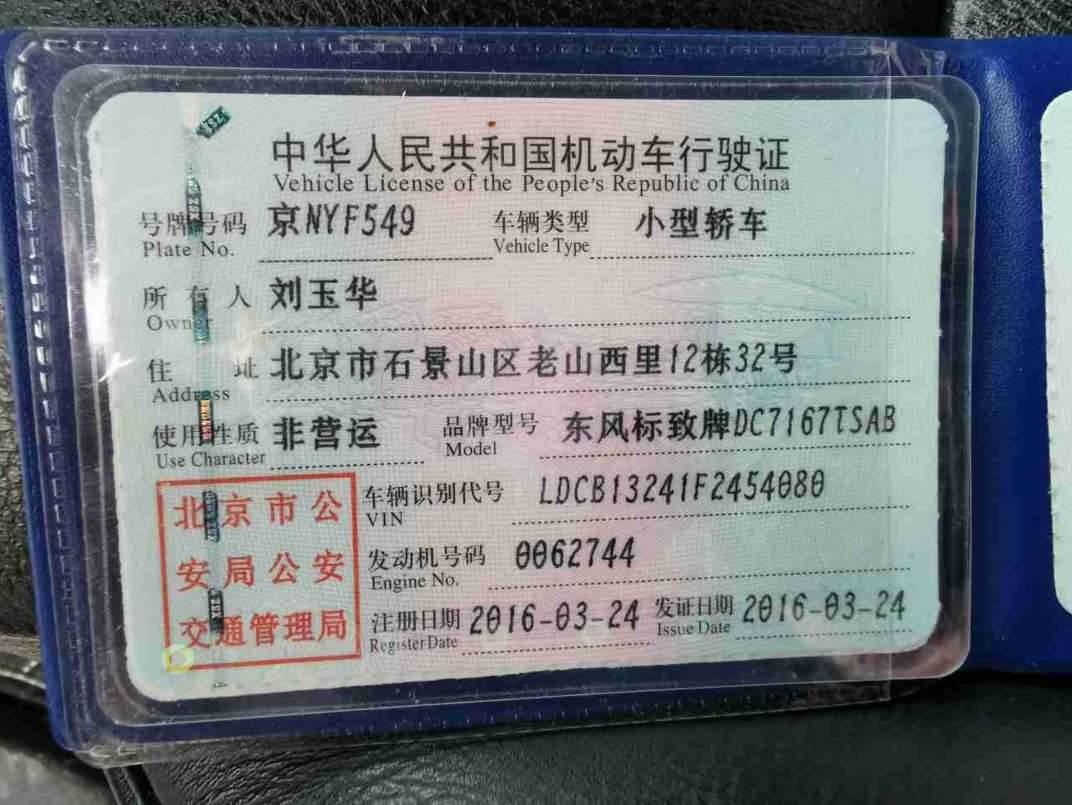 中华人民共和国机动车行驶证
Vehicle License of the People's Republic of China
号牌号码 京NYF549 车辆类型 小型轿车
Plate No. Vehicle Type
所有人 刘玉华
Owner
住址 北京市石景山区老山西里12栋32号
Address
使用性质 非营运 品牌型号 东风标致牌DC7167TSAB
Use Character Model
车辆识别代号 LDCB13241F2454080
VIN
发动机号码 0062744
Engine No.
注册日期 2016-03-24 发证日期 2016-03-24
Register Date Issue Date
北京市公
安局公安
交通管理局